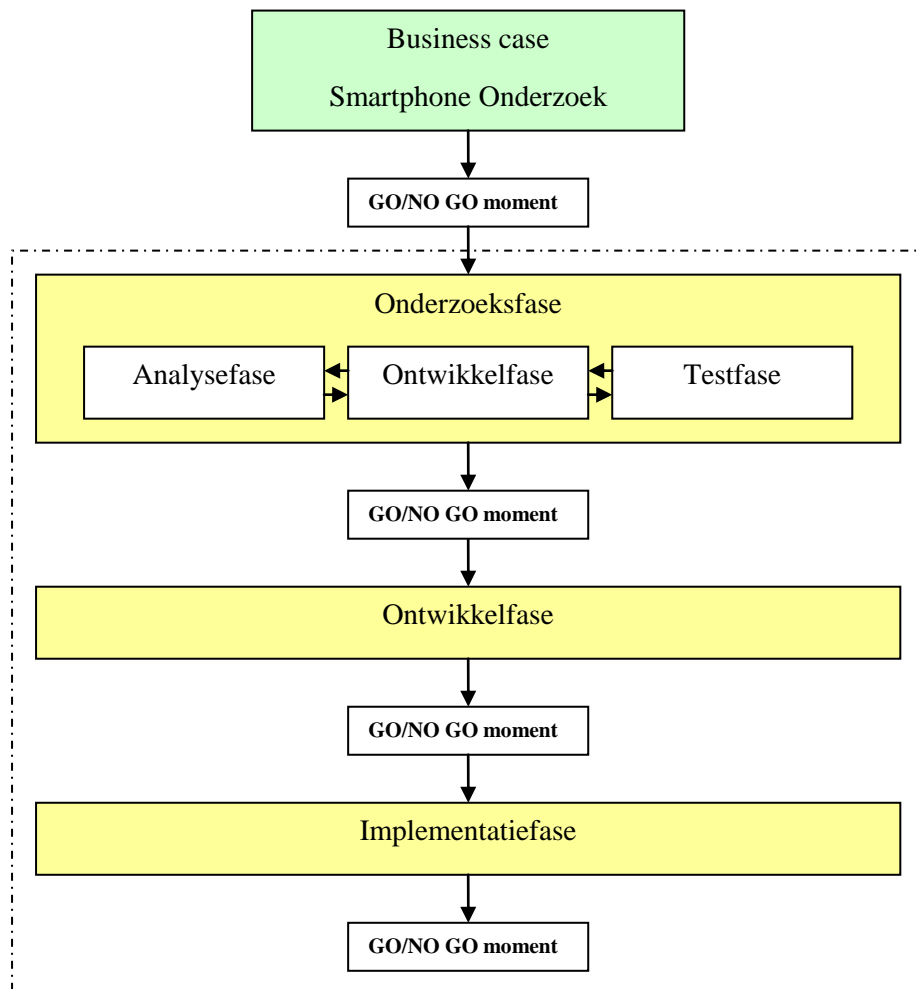 Business case
Smartphone Onderzoek
GO/NO GO moment
Onderzoeksfase
Analysefase
Ontwikkelfase
Testfase
GO/NO GO moment
Ontwikkelfase
GO/NO GO moment
Implementatiefase
GO/NO GO moment